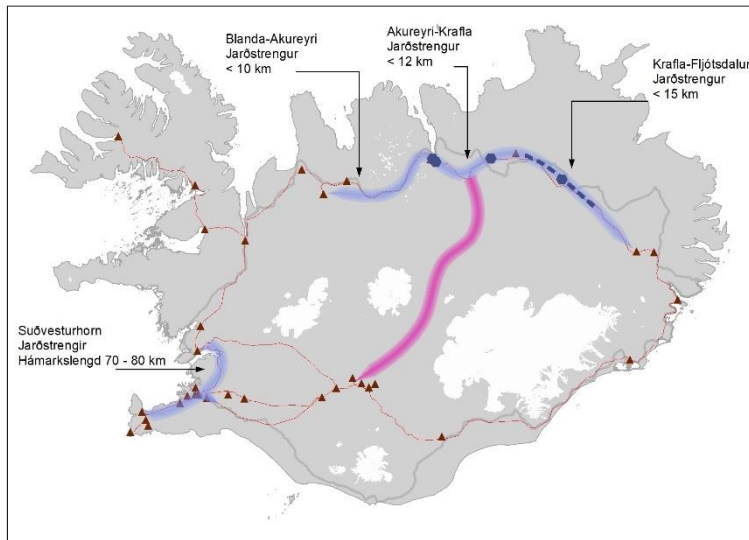 Blanda-Akureyri
Jarðstrengur
< 10 km
Akureyri-Krafla
Jarðstrengur
< 12 km
Krafla-Fljótsdalur
Jarðstrengur
< 15 km
Suðvesturhorn
Jarðstrengir
Hámarkslengd 70 - 80 km